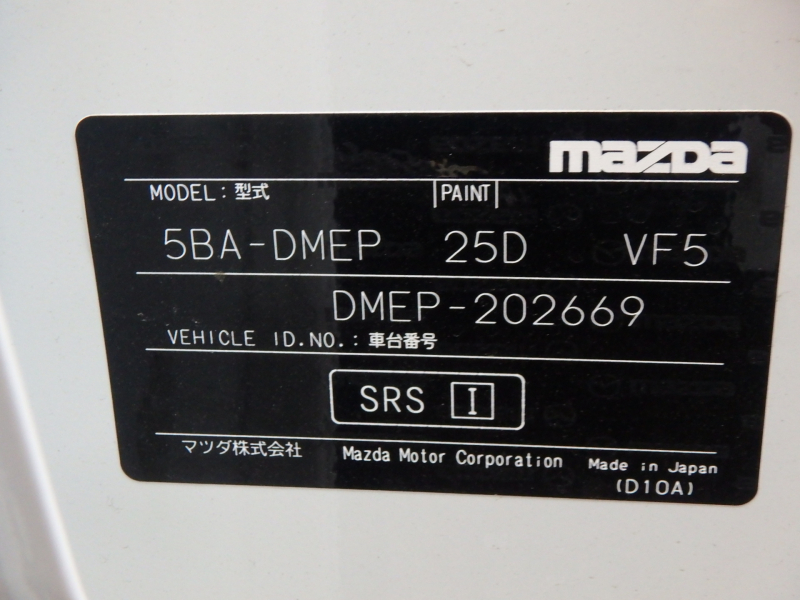 mazda
MODEL：型式 PAINT
5BA-DMEP 25D VF5
DMEP-202669
VEHICLE ID.NO.：車台番号
SRS I
マツダ株式会社 Mazda Motor Corporation Made in Japan
(D10A)